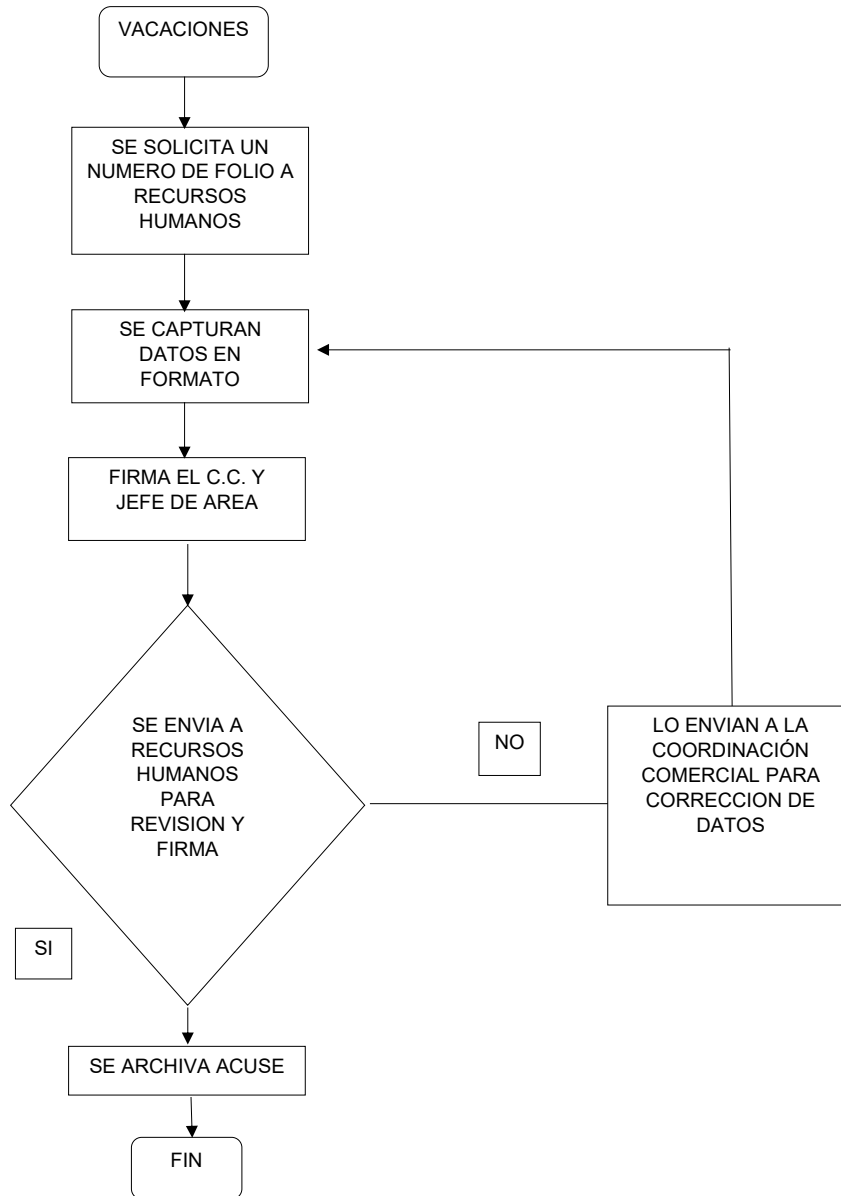 VACACIONES
SE SOLICITA UN
NUMERO DE FOLIO A
RECURSOS
HUMANOS
SE CAPTURAN
DATOS EN
FORMATO
FIRMA EL C.C. Y
JEFE DE AREA
SE ENVIA A
RECURSOS
HUMANOS
PARA
REVISION Y
FIRMA
NO
LO ENVIAN A LA
COORDINACIÓN
COMERCIAL PARA
CORRECCION DE
DATOS
SI
SE ARCHIVA ACUSE
FIN